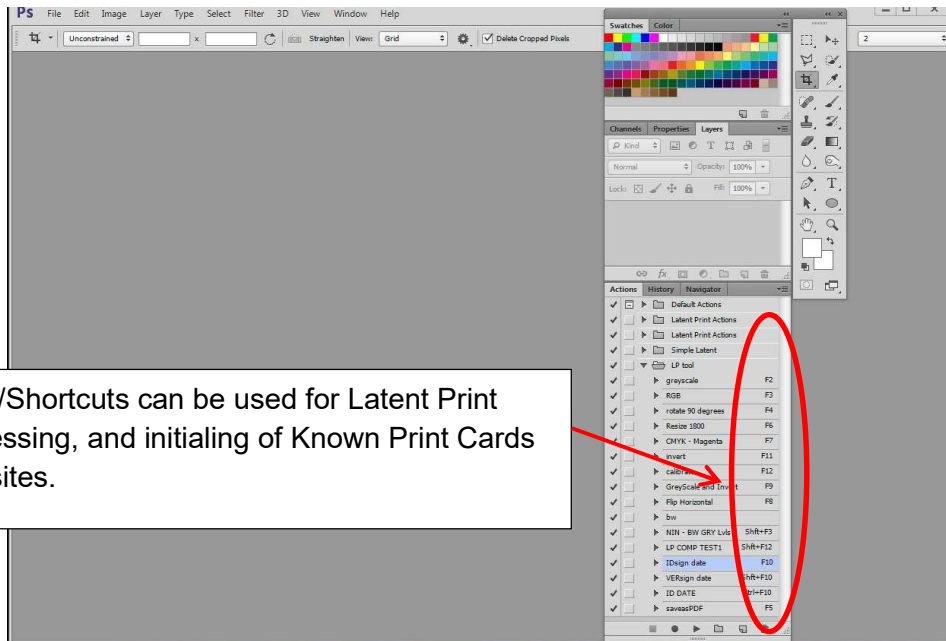 Ps File Edit Image Layer Type Select Filter 3D View Window Help
Unconstrained x Straighten View: Grid Delete Cropped Pixels
2
Swatches Color
Channels Properties Layers
Kind
Normal Opacity: 100%
Lock: Fill: 100%
fx
Actions History Navigator
Default Actions
Latent Print Actions
Latent Print Actions
Simple Latent
LP tool
greyscale F2
RGB F3
rotate 90 degrees F4
Resize 1800 F6
CMYK - Magenta F7
invert F11
F12
GreyScale and Invert F9
Flip Horizontal F8
bw
NIN - BW GRY Lvls Shft+F3
LP COMP TEST1 Shft+F12
IDsign date F10
VERsign date Shft+F10
ID DATE Ctrl+F10
saveasPDF F5
/Shortcuts can be used for Latent Print
essing, and initialing of Known Print Cards
sites.